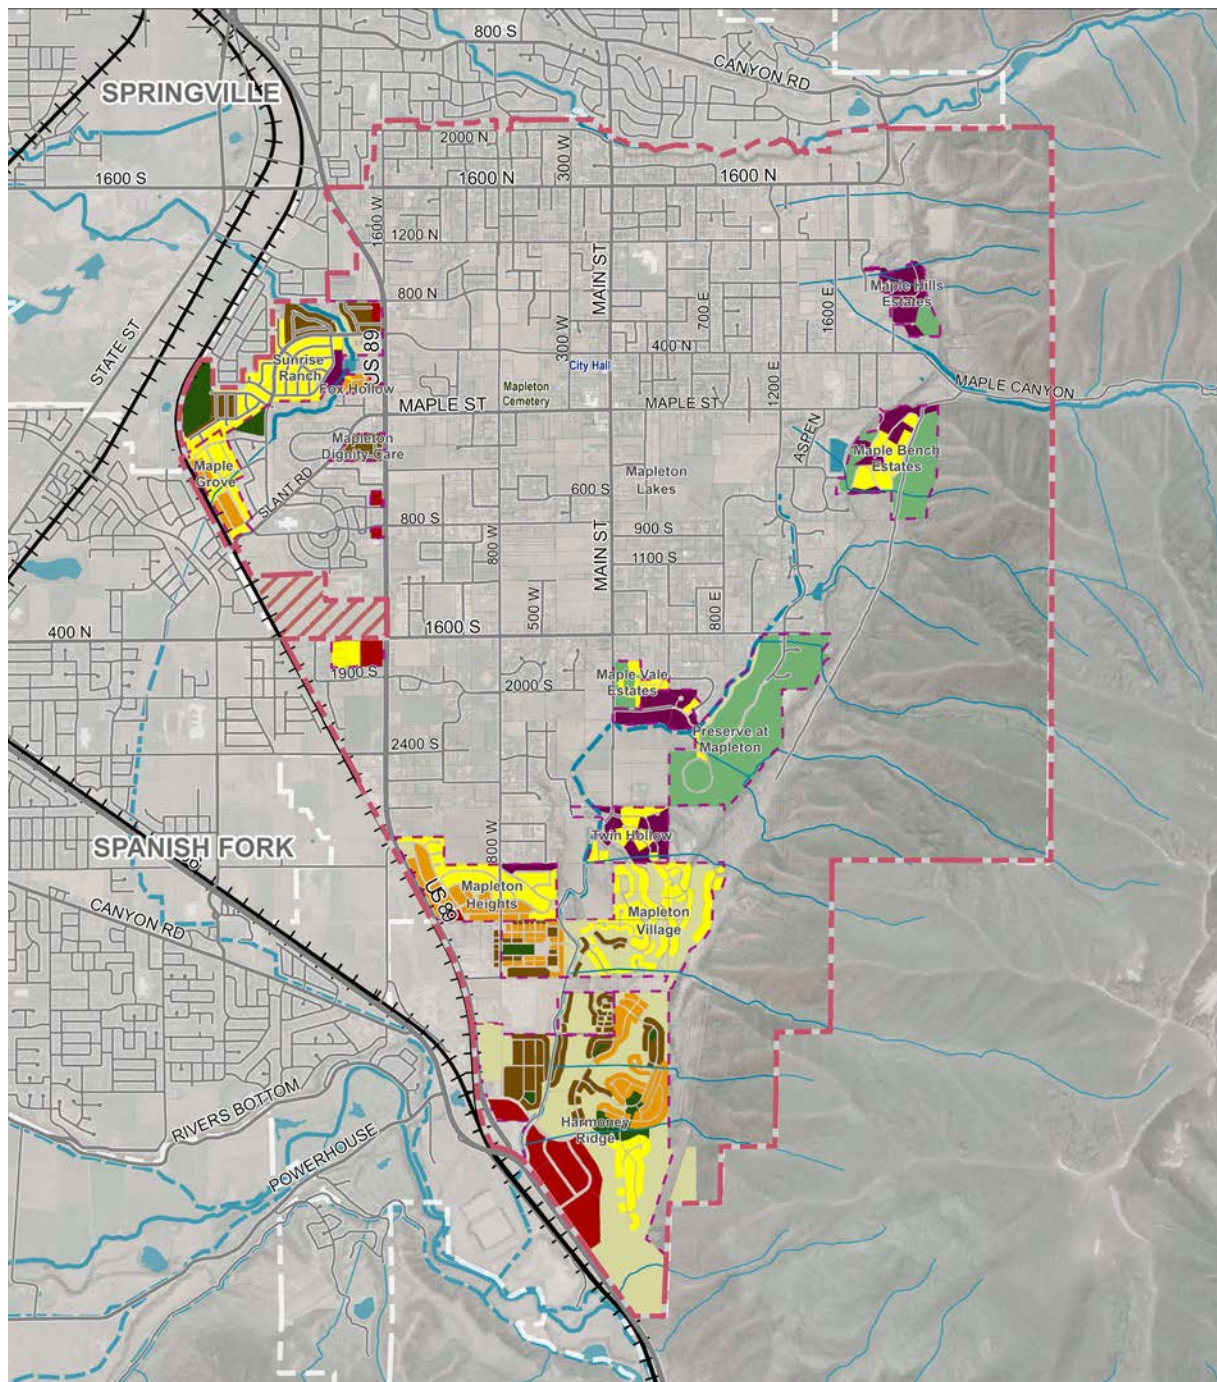 800 S
CANYON RD
SPRINGVILLE
2000 N
300 W
1600 S
1600 N
1600 N
1600 W
1200 N
MAIN ST
800 N
Maple Hills
Estates
700 E
1600 E
STATE ST
US 89
300 W
400 N
Sunrise
Ranch
City Hall
1200 E
Fox Hollow
Mapleton
Cemetery
MAPLE CANYON
MAPLE ST
MAPLE ST
ASPEN
Mapleton
Dignity Care
Maple Bench
Estates
Maple
Grove
Mapleton
Lakes
SLANT RD
600 S
800 S
900 S
800 W
MAIN ST
1100 S
500 W
800 E
400 N
1600 S
1900 S
2000 S
Maple Vale
Estates
Preserve at
Mapleton
2400 S
Twin Hollow
800 W
SPANISH FORK
US 89
Mapleton
Heights
Mapleton
Village
CANYON RD
RIVERS BOTTOM
POWERHOUSE
Harmoney
Ridge